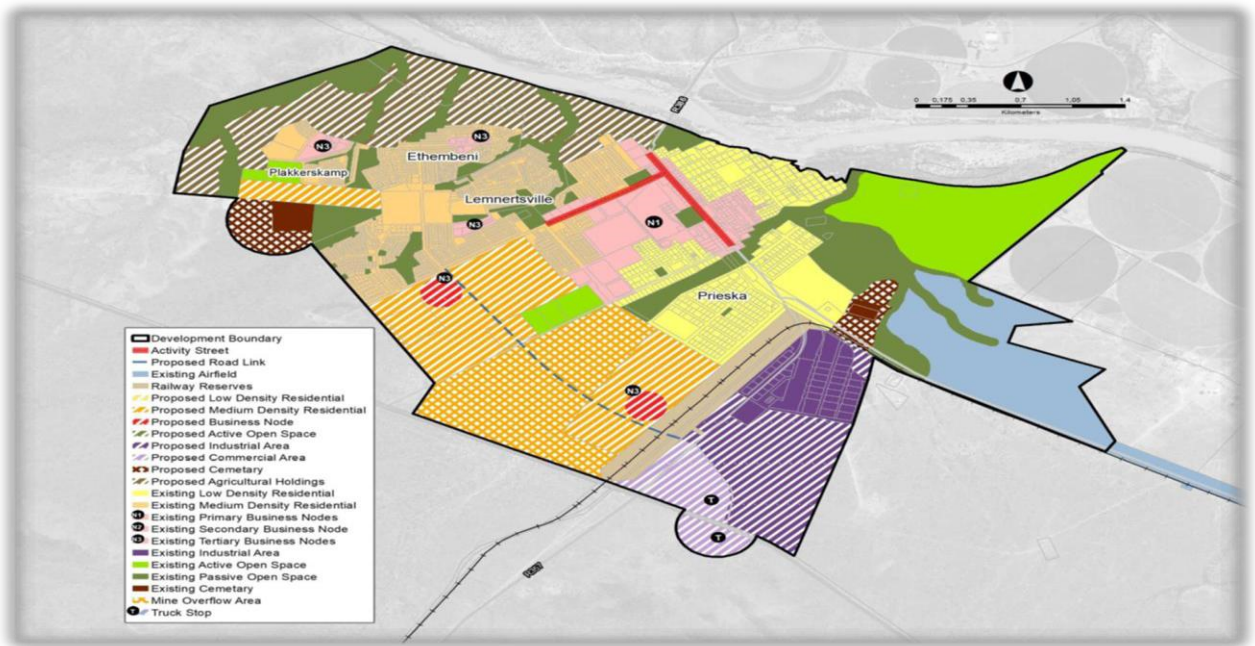 R386
0 0,175 0,35 0,7 1,05 1,4
Kilometers
N3
N3
Ethembeni
Plakkerskamp
Lemnertsville
N3
N1
N3
Prieska
N3
T
T
R357
Development Boundary
Activity Street
Proposed Road Link
Existing Airfield
Railway Reserves
Proposed Low Density Residential
Proposed Medium Density Residential
Proposed Business Node
Proposed Active Open Space
Proposed Industrial Area
Proposed Commercial Area
Proposed Cemetary
Proposed Agricultural Holdings
Existing Low Density Residential
Existing Medium Density Residential
N1 Existing Primary Business Nodes
N2 Existing Secondary Business Node
N3 Existing Tertiary Business Nodes
Existing Industrial Area
Existing Active Open Space
Existing Passive Open Space
Existing Cemetary
Mine Overflow Area
T Truck Stop